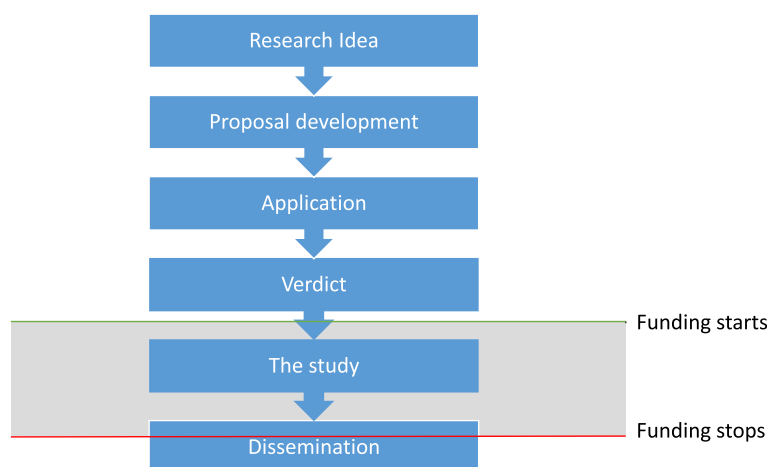 Research Idea
Proposal development
Application
Verdict
Funding starts
The study
Funding stops
Dissemination